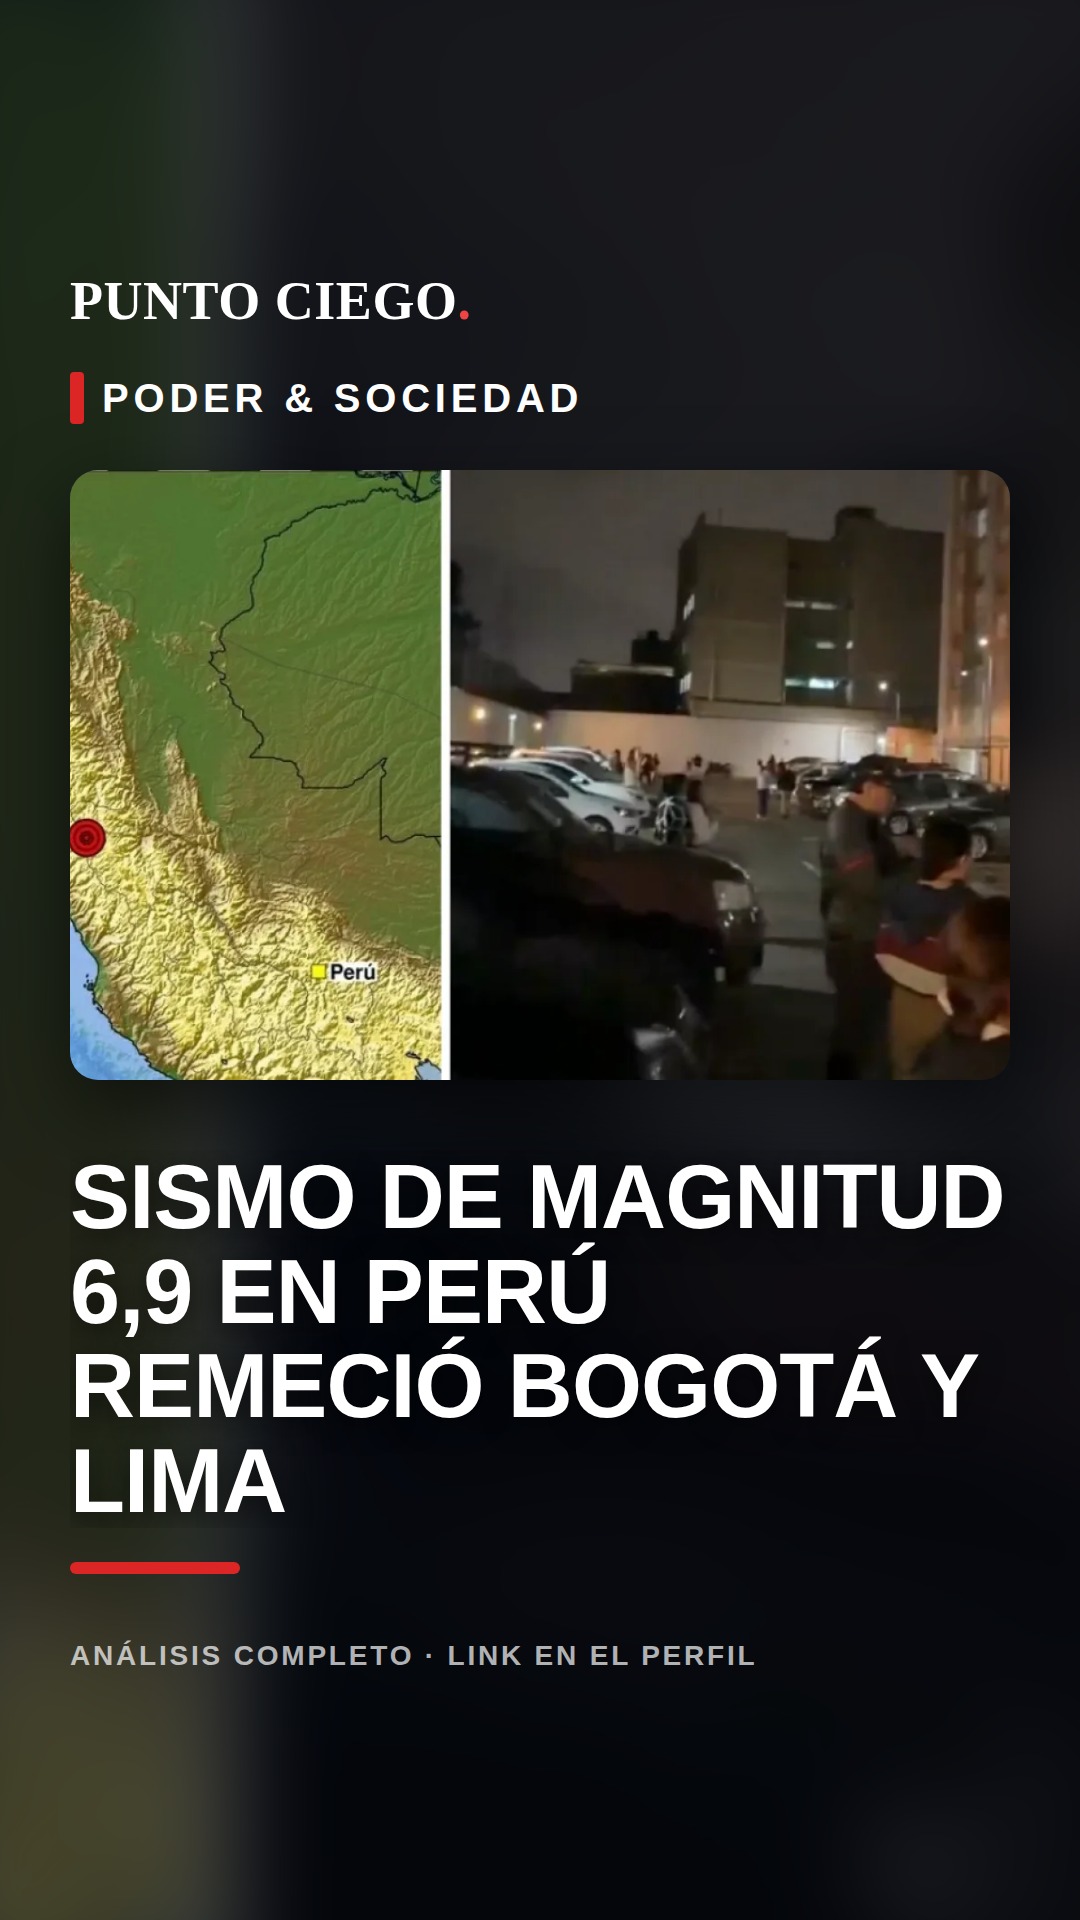 PUNTO CIEGO.
PODER & SOCIEDAD
Perú
SISMO DE MAGNITUD
6,9 EN PERÚ
REMECIÓ BOGOTÁ Y
LIMA
ANÁLISIS COMPLETO · LINK EN EL PERFIL